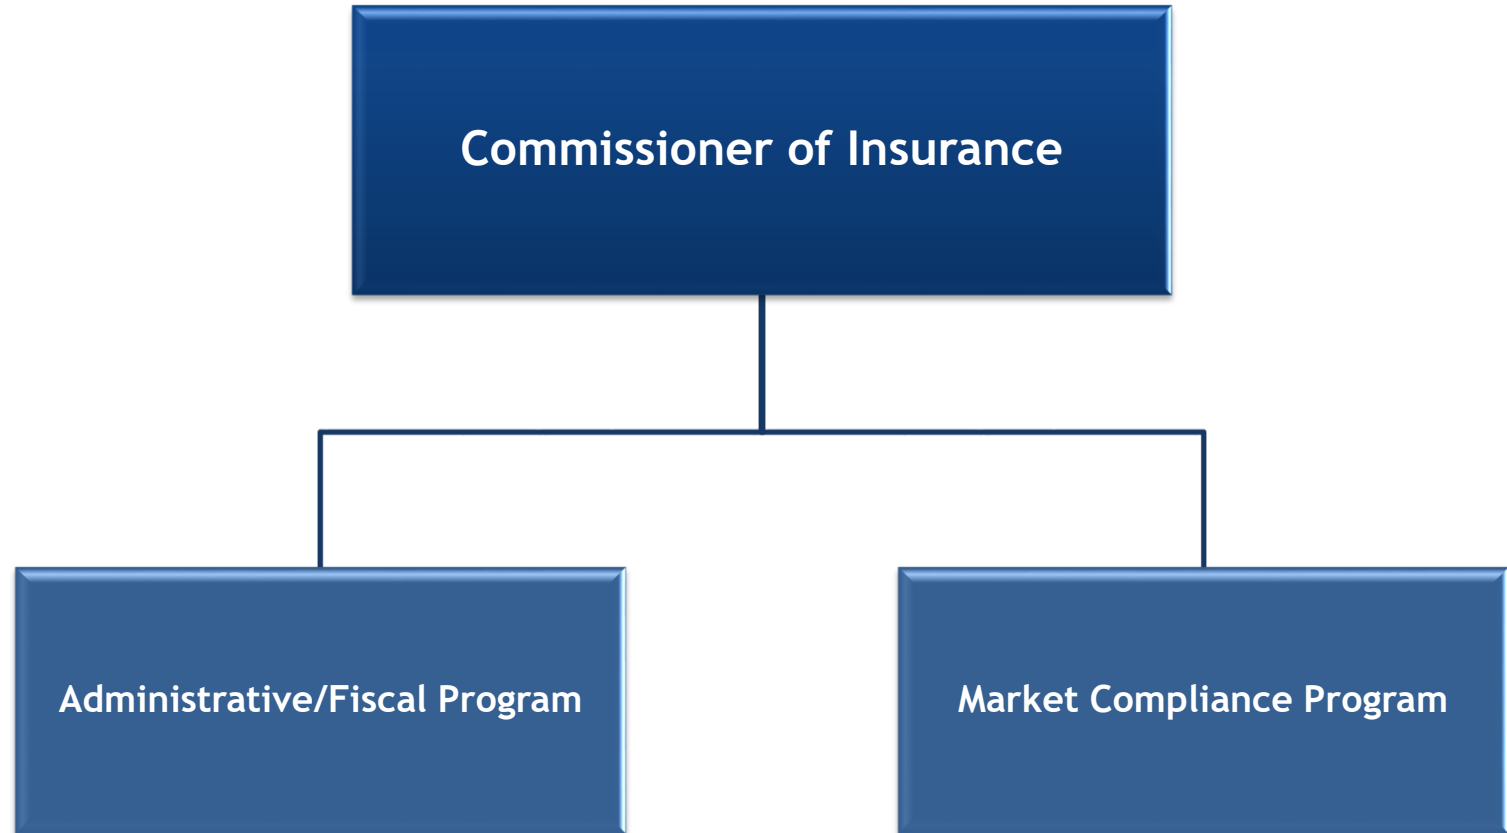 Commissioner of Insurance
Administrative/Fiscal Program
Market Compliance Program